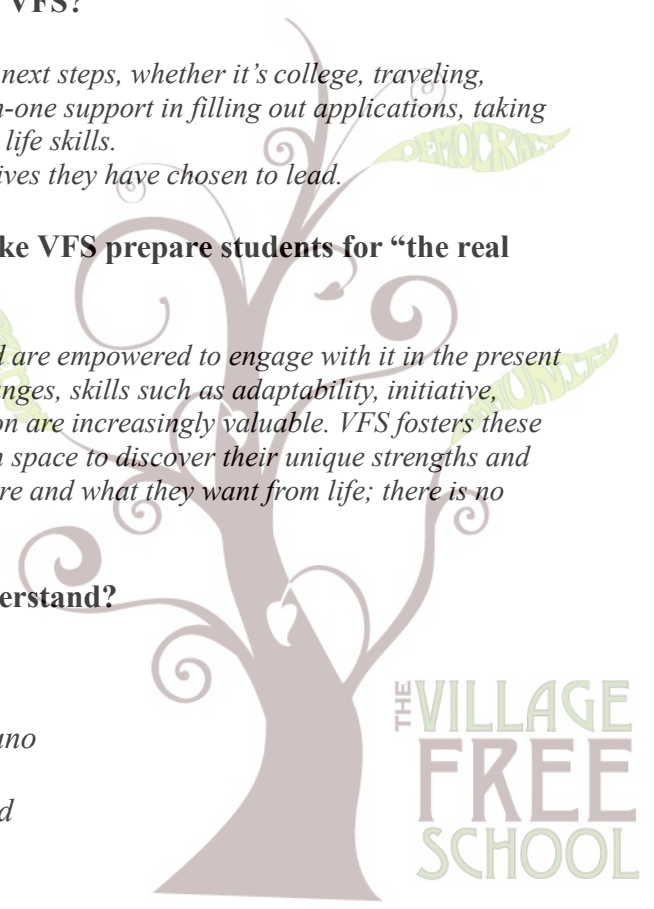 VFS?
next steps, whether it's college, traveling,
n-one support in filling out applications, taking
life skills.
ives they have chosen to lead.
DEMOCRACY
ke VFS prepare students for “the real
d are empowered to engage with it in the present
nges, skills such as adaptability, initiative,
on are increasingly valuable. VFS fosters these
n space to discover their unique strengths and
re and what they want from life; there is no
erstand?
uno
d
THE VILLAGE
FREE
SCHOOL